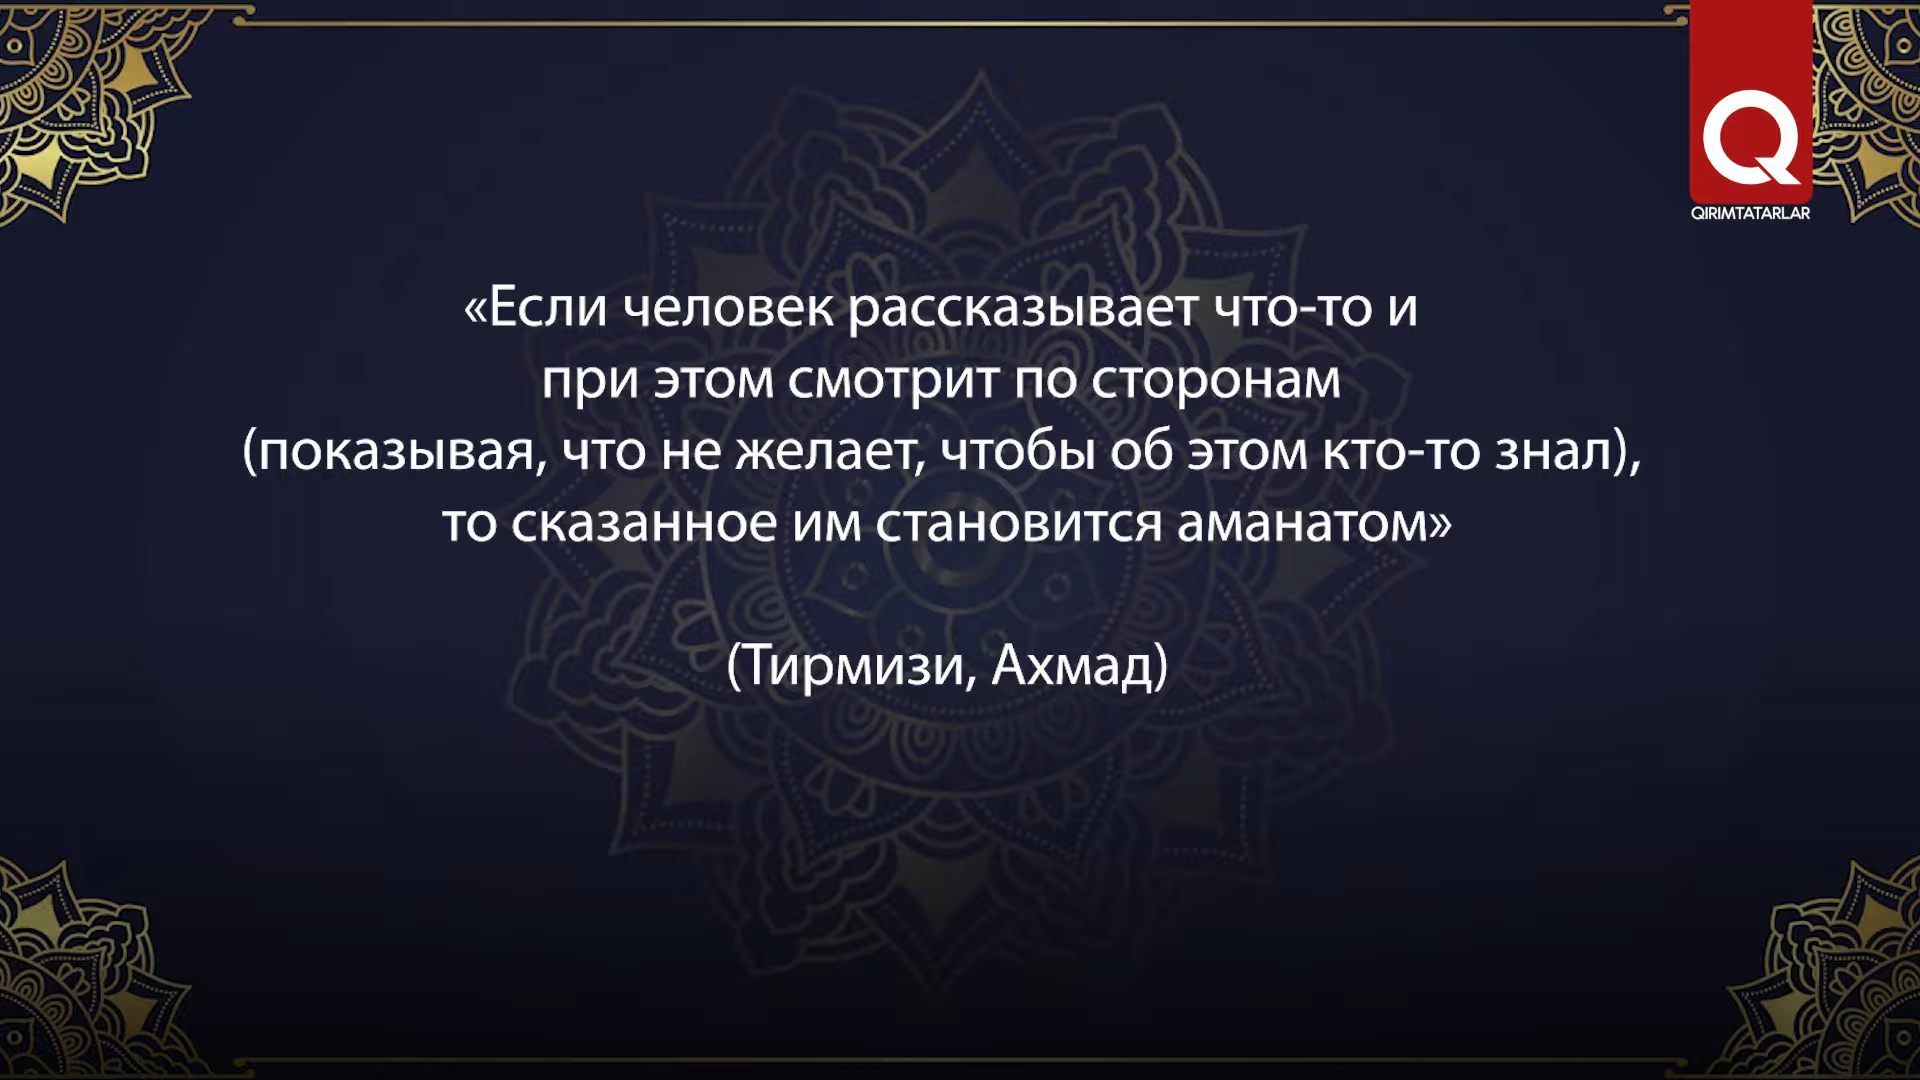 QIRIMTATARLAR
«Если человек рассказывает что-то и
при этом смотрит по сторонам
(показывая, что не желает, чтобы об этом кто-то знал),
то сказанное им становится аманатом»
(Тирмизи, Ахмад)